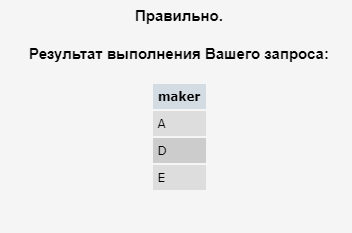 Правильно.
Результат выполнения Вашего запроса:
maker
A
D
E